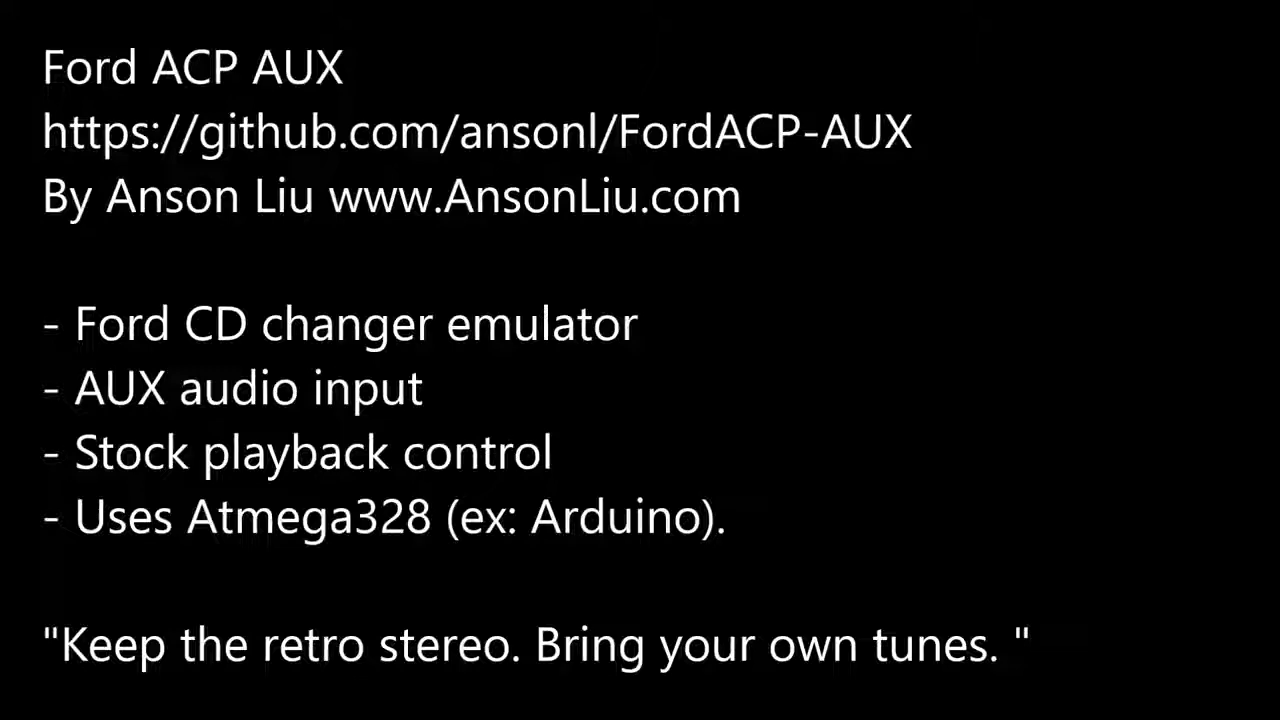 Ford ACP AUX
https://github.com/ansonl/FordACP-AUX
By Anson Liu www.AnsonLiu.com
- Ford CD changer emulator
- AUX audio input
- Stock playback control
- Uses Atmega328 (ex: Arduino).
"Keep the retro stereo. Bring your own tunes. "